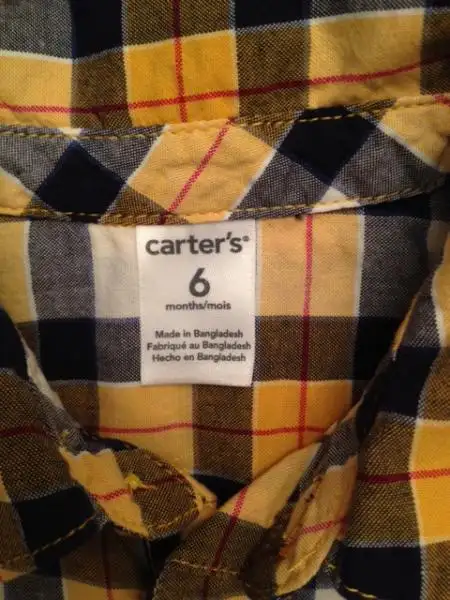 carter's®
6
months/mois
Made in Bangladesh
Fabriqué au Bangladesh
Hecho en Bangladesh